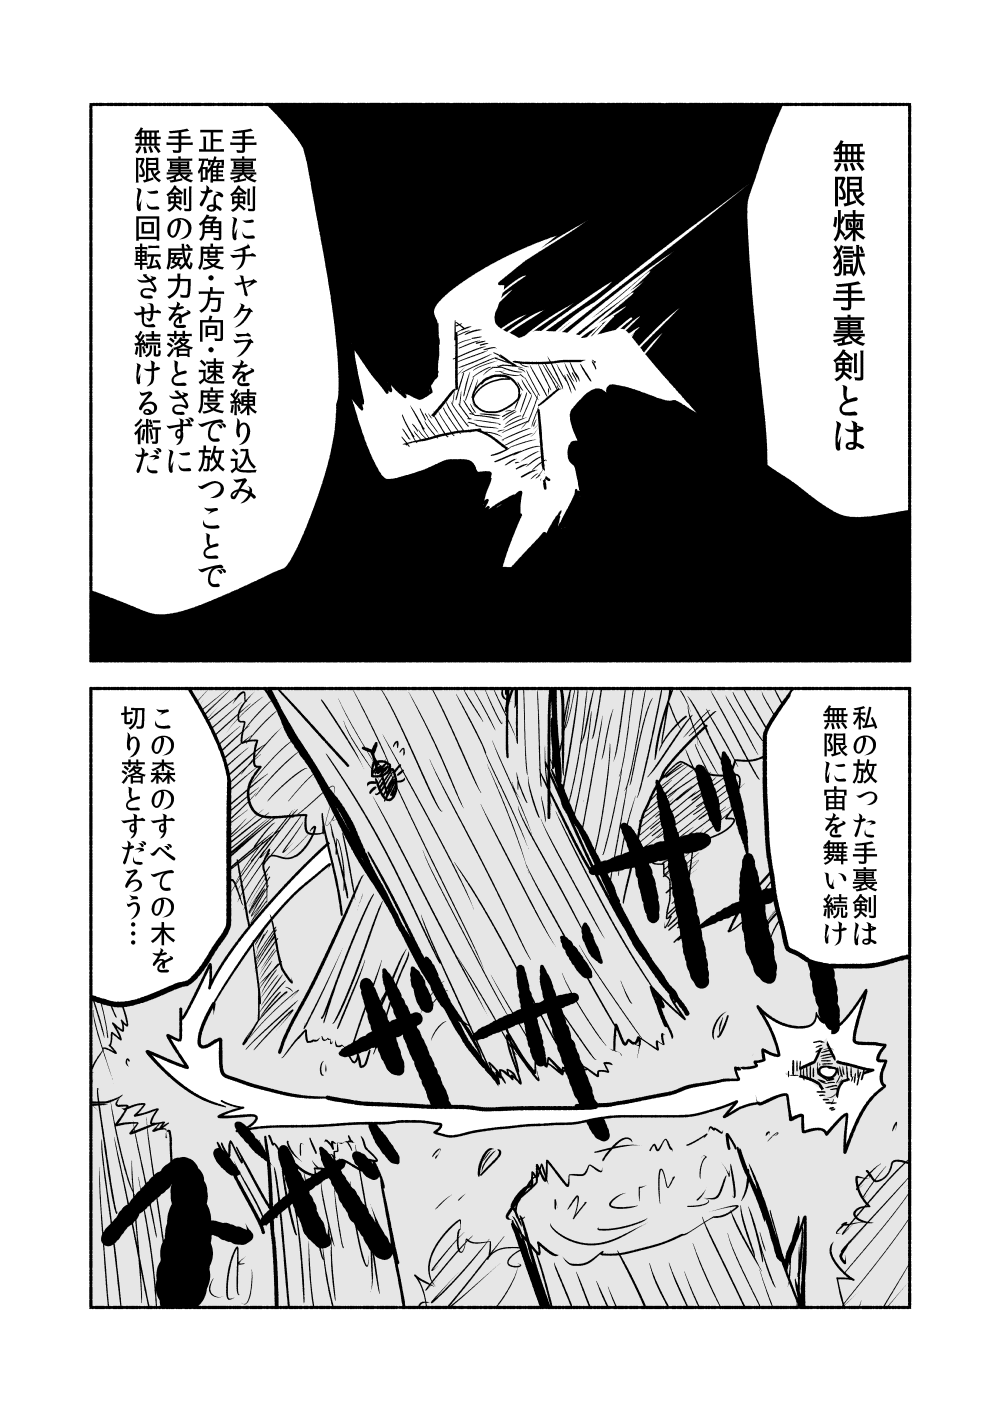 無限煉獄手裏剣とは
手裏剣にチャクラを練り込み
正確な角度・方向・速度で放つことで
手裏剣の威力を落とさずに
無限に回転させ続ける術だ
私の放った手裏剣は
無限に宙を舞い続け
この森のすべての木を
切り落とすだろう…
ズザザザザ